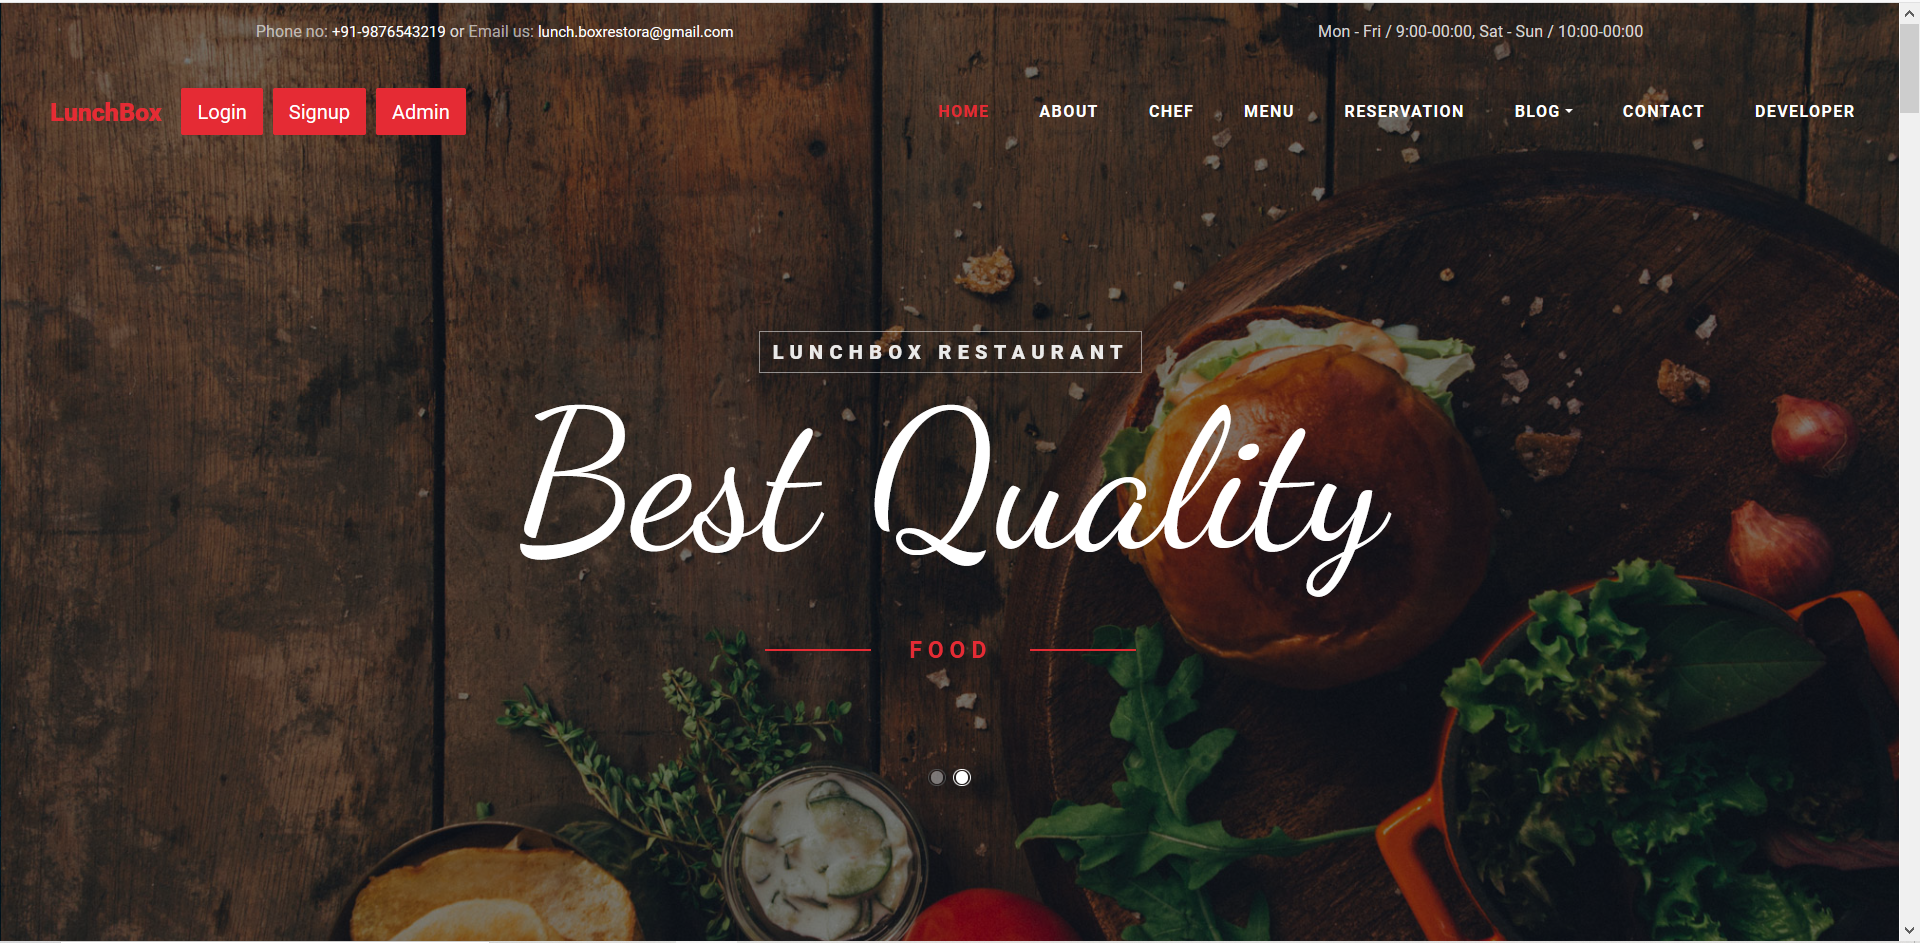 Phone no: +91-9876543219 or Email us: lunch.boxrestora@gmail.com
Mon - Fri / 9:00-00:00, Sat - Sun / 10:00-00:00
LunchBox Login Signup Admin
HOME ABOUT CHEF MENU RESERVATION BLOG CONTACT DEVELOPER
LUNCHBOX RESTAURANT
Best Quality
FOOD